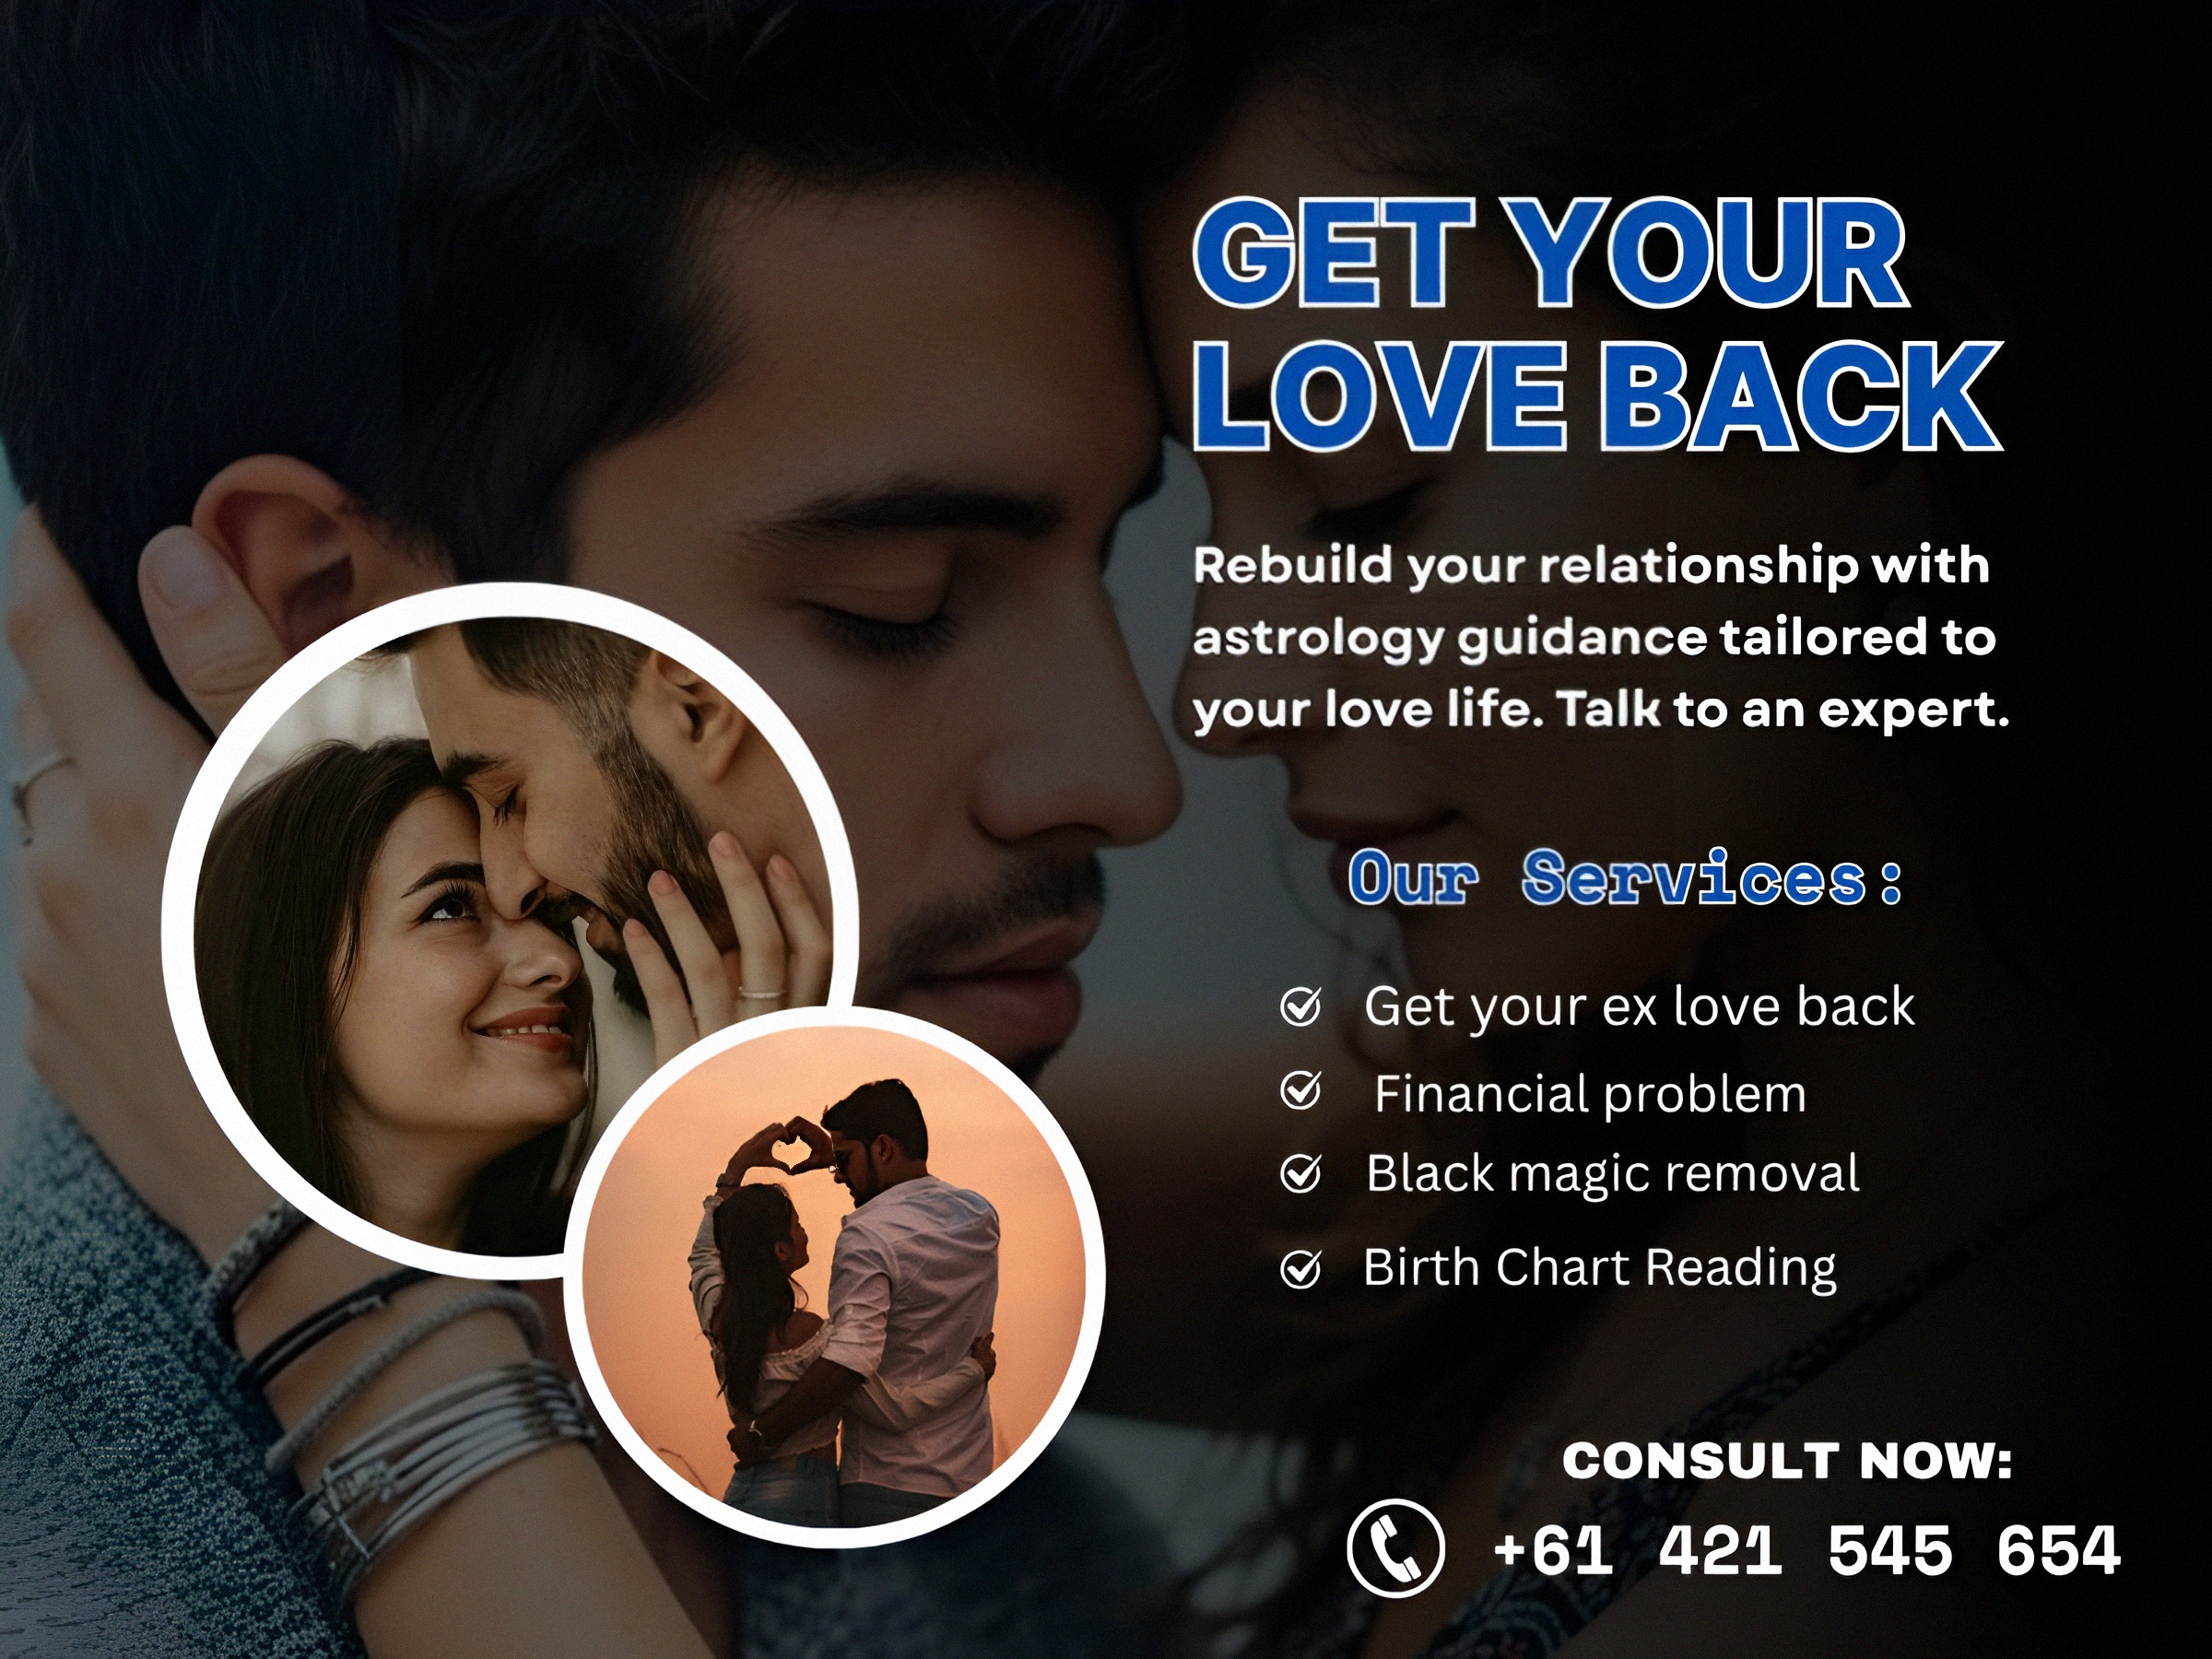 GET YOUR
LOVE BACK
Rebuild your relationship with
astrology guidance tailored to
your love life. Talk to an expert.
Our Services:
Get your ex love back
Financial problem
Black magic removal
Birth Chart Reading
CONSULT NOW:
+61 421 545 654